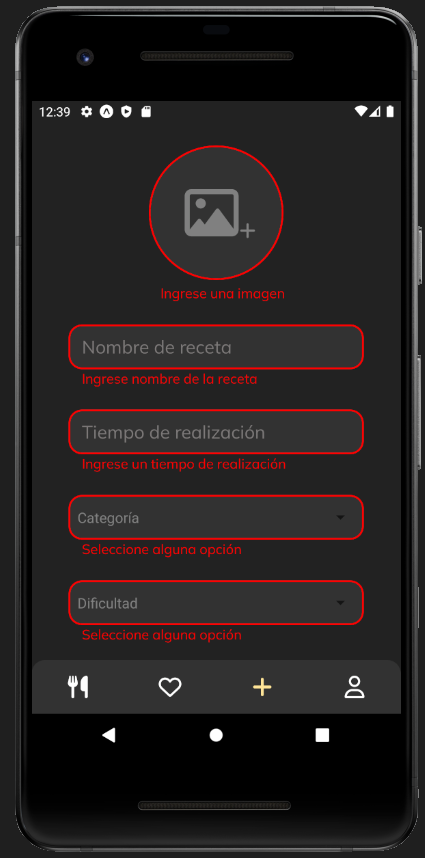 12:39
Ingrese una imagen
Nombre de receta
Ingrese nombre de la receta
Tiempo de realización
Ingrese un tiempo de realización
Categoría
Seleccione alguna opción
Dificultad
Seleccione alguna opción